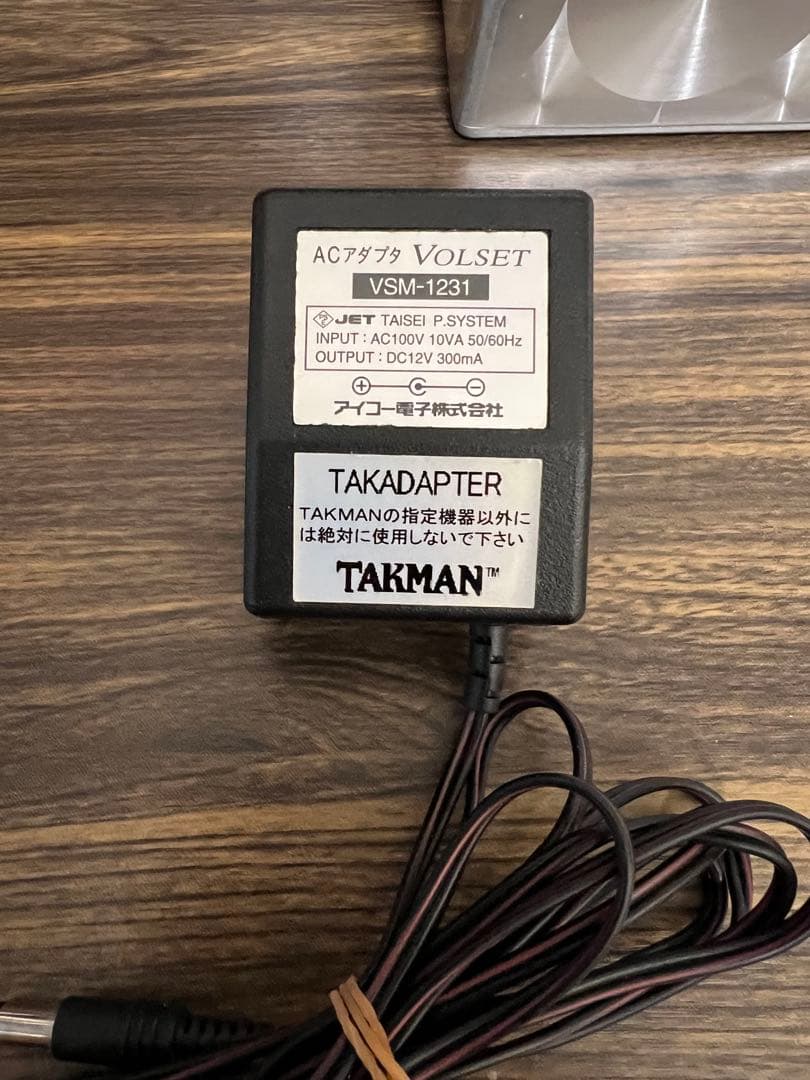 ACアダプタ VOLSET
VSM-1231
JET TAISEI P.SYSTEM
INPUT : AC100V 10VA 50/60Hz
OUTPUT : DC12V 300mA
アイコー電子株式会社
TAKADAPTER
TAKMANの指定機器以外に
は絶対に使用しないで下さい
TAKMAN™